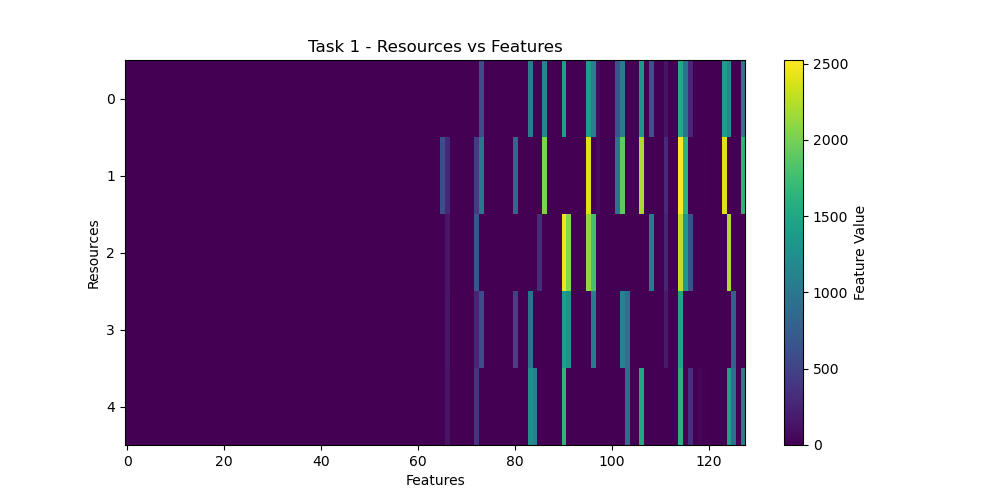 Task 1 - Resources vs Features
Resources
0
1
2
3
4
0 20 40 60 80 100 120
Features
2500
2000
1500
1000
500
0
Feature Value